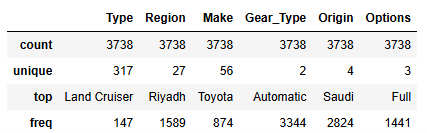 Type Region Make Gear_Type Origin Options
count 3738 3738 3738 3738 3738 3738
unique 317 27 56 2 4 3
top Land Cruiser Riyadh Toyota Automatic Saudi Full
freq 147 1589 874 3344 2824 1441